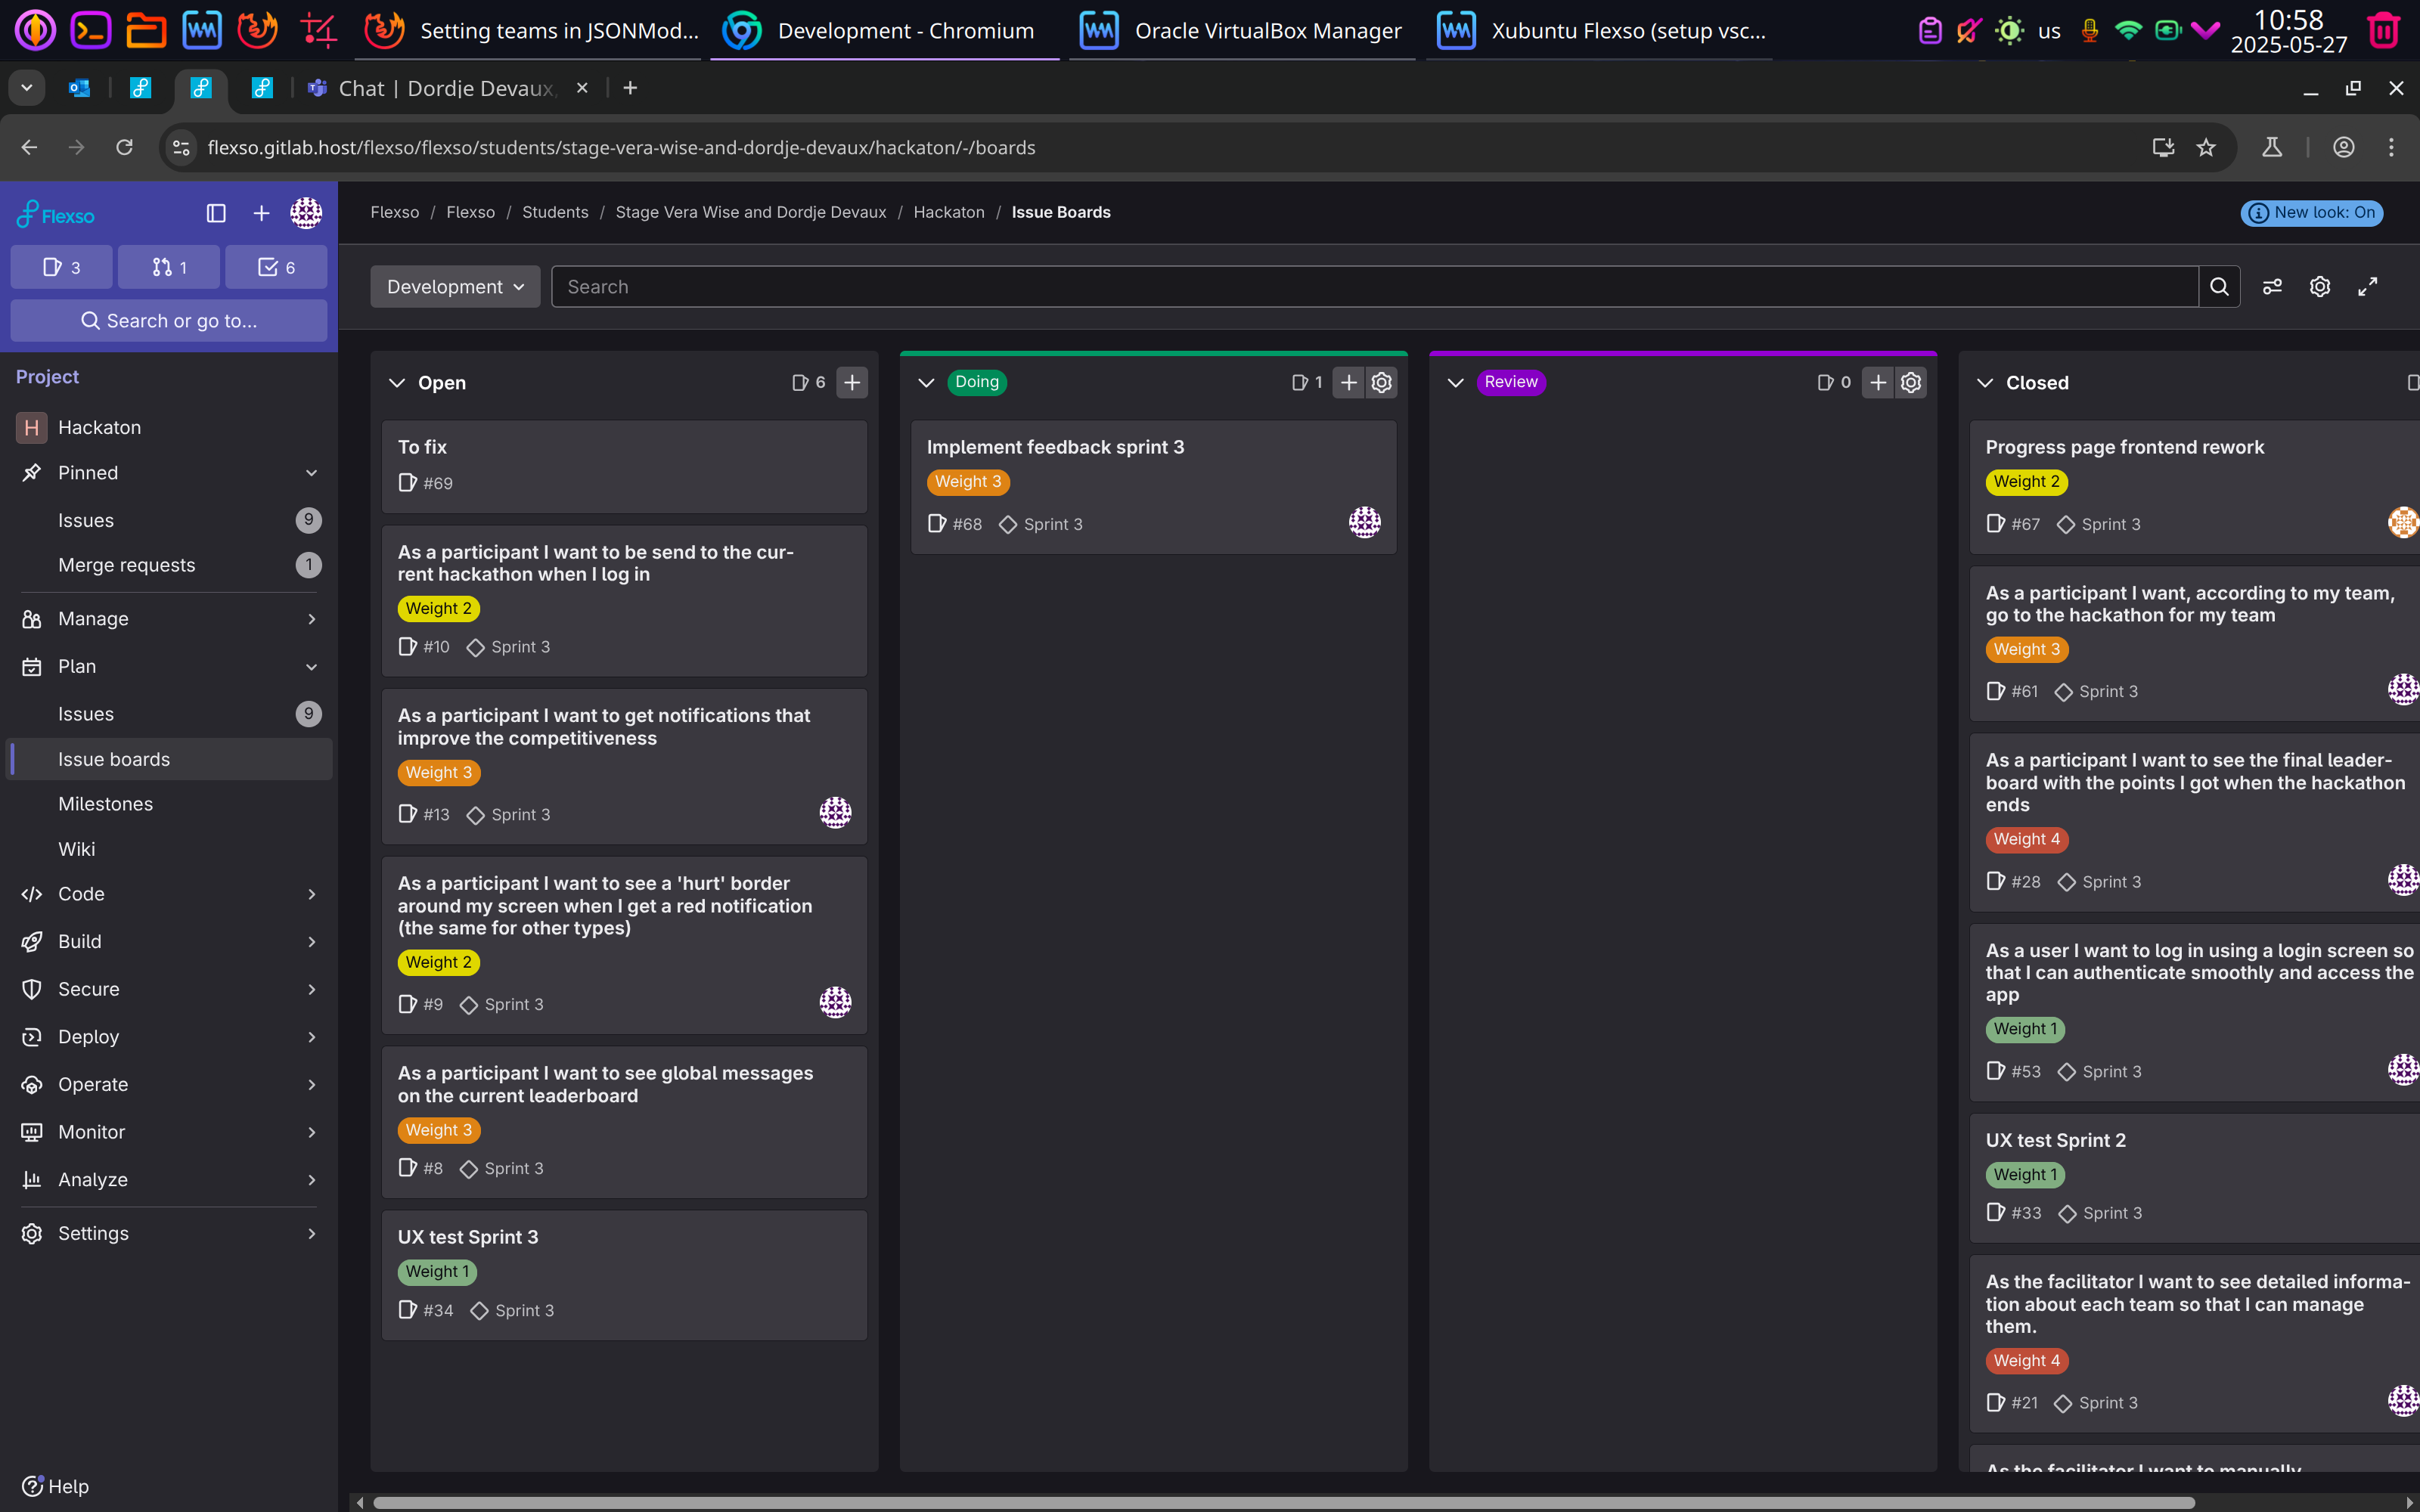 Setting teams in JSONMod...
Development - Chromium
Oracle VirtualBox Manager
Xubuntu Flexso (setup vsc...
us
10:58
2025-05-27
Chat | Dordje Devaux,
flexso.gitlab.host/flexso/flexso/students/stage-vera-wise-and-dordje-devaux/hackaton/-/boards
Flexso
3
1
6
Search or go to...
Project
H Hackaton
Pinned
Issues 9
Merge requests 1
Manage
Plan
Issues 9
Issue boards
Milestones
Wiki
Code
Build
Secure
Deploy
Operate
Monitor
Analyze
Settings
Help
Flexso / Flexso / Students / Stage Vera Wise and Dordje Devaux / Hackaton / Issue Boards
New look: On
Development
Search
Open 6
To fix
#69
As a participant I want to be send to the cur-
rent hackathon when I log in
Weight 2
#10 Sprint 3
As a participant I want to get notifications that
improve the competitiveness
Weight 3
#13 Sprint 3
As a participant I want to see a 'hurt' border
around my screen when I get a red notification
(the same for other types)
Weight 2
#9 Sprint 3
As a participant I want to see global messages
on the current leaderboard
Weight 3
#8 Sprint 3
UX test Sprint 3
Weight 1
#34 Sprint 3
Doing 1
Implement feedback sprint 3
Weight 3
#68 Sprint 3
Review 0
Closed
Progress page frontend rework
Weight 2
#67 Sprint 3
As a participant I want, according to my team,
go to the hackathon for my team
Weight 3
#61 Sprint 3
As a participant I want to see the final leader-
board with the points I got when the hackathon
ends
Weight 4
#28 Sprint 3
As a user I want to log in using a login screen so
that I can authenticate smoothly and access the
app
Weight 1
#53 Sprint 3
UX test Sprint 2
Weight 1
#33 Sprint 3
As the facilitator I want to see detailed informa-
tion about each team so that I can manage
them.
Weight 4
#21 Sprint 3
As the facilitator I want to manually